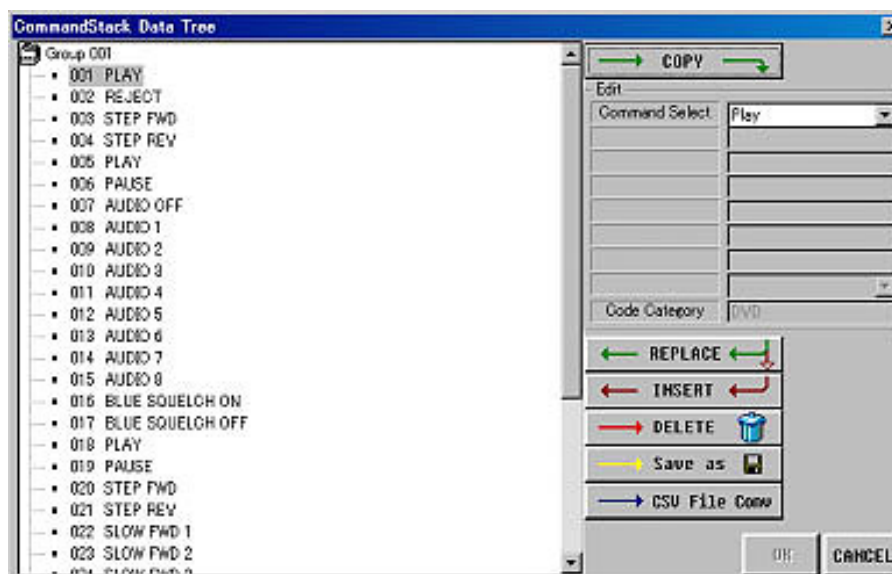 CommandStack Data Tree
Group 001
001 PLAY
002 REJECT
003 STEP FWD
004 STEP REV
005 PLAY
006 PAUSE
007 AUDIO OFF
008 AUDIO 1
009 AUDIO 2
010 AUDIO 3
011 AUDIO 4
012 AUDIO 5
013 AUDIO 6
014 AUDIO 7
015 AUDIO 8
016 BLUE SQUELCH ON
017 BLUE SQUELCH OFF
018 PLAY
019 PAUSE
020 STEP FWD
021 STEP REV
022 SLOW FWD 1
023 SLOW FWD 2
024 SLOW FWD 3
COPY
Edit
Command Select Play
Code Category DVD
REPLACE
INSERT
DELETE
Save as
CSV File Conv
OK CANCEL